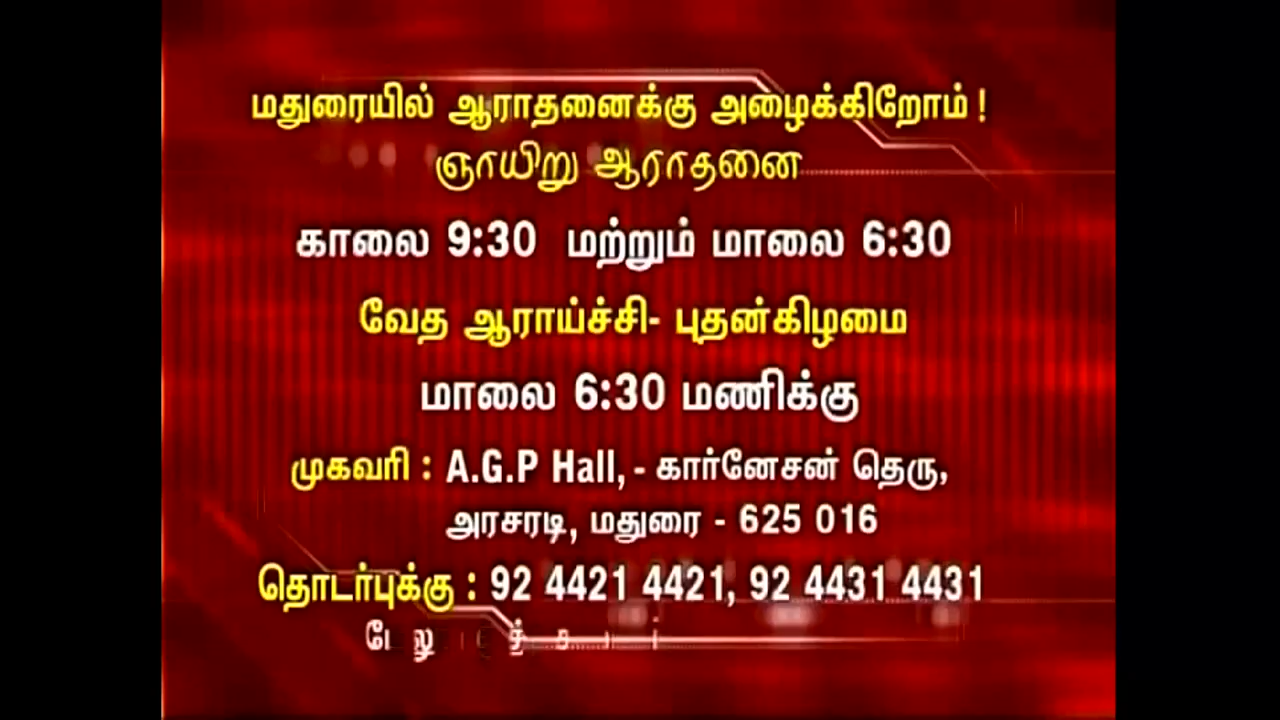 மதுரையில் ஆராதனைக்கு அழைக்கிறோம் !
ஞாயிறு ஆராதனை
காலை 9:30 மற்றும் மாலை 6:30
வேத ஆராய்ச்சி- புதன்கிழமை
மாலை 6:30 மணிக்கு
முகவரி : A.G.P Hall, - கார்னேசன் தெரு,
அரசரடி, மதுரை - 625 016
தொடர்புக்கு : 92 4421 4421, 92 4431 4431